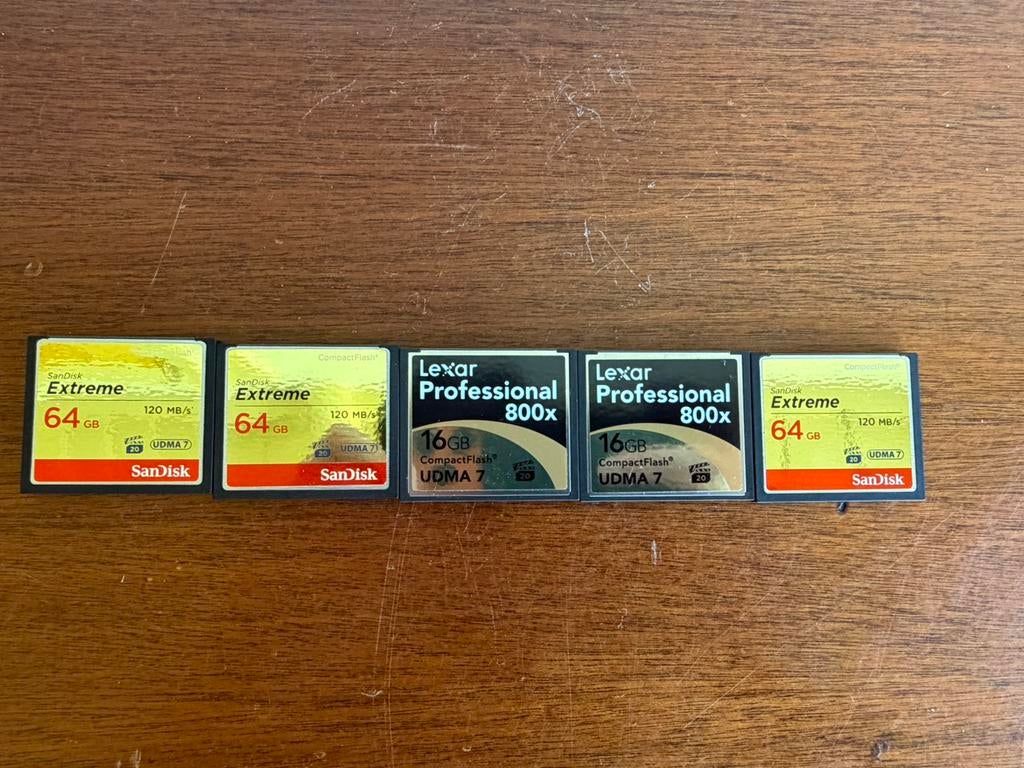 SanDisk
Extreme
64 GB
120 MB/s
20
UDMA 7
SanDisk
CompactFlash®
SanDisk
Extreme
64 GB
120 MB/s
20
UDMA 7
SanDisk
Lexar
Professional
800x
16GB
CompactFlash®
UDMA 7
20
Lexar
Professional
800x
16GB
CompactFlash®
UDMA 7
20
CompactFlash®
SanDisk
Extreme
64 GB
120 MB/s
20
UDMA 7
SanDisk